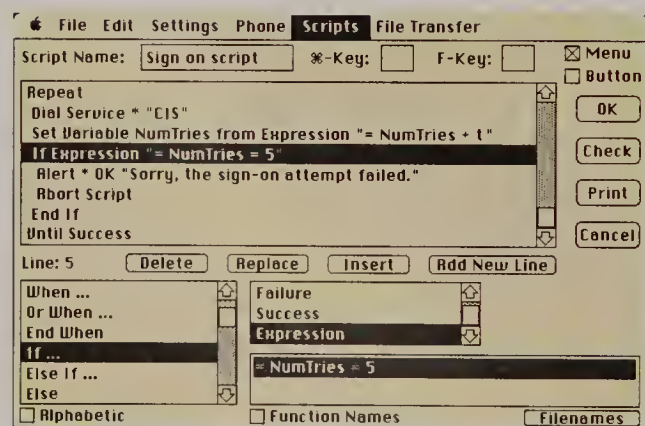 File Edit Settings Phone Scripts File Transfer
Script Name: Sign on script ⌘-Key: F-Key: Menu
Button
Repeat
Dial Service * "CIS"
Set Variable NumTries from Expression "= NumTries + t"
If Expression "= NumTries = 5"
Alert * OK "Sorry, the sign-on attempt failed."
Abort Script
End If
Until Success
OK
Check
Print
Cancel
Line: 5 Delete Replace Insert Add New Line
When ...
Or When ...
End When
If ...
Else If ...
Else
Failure
Success
Expression
= NumTries = 5
Alphabetic Function Names Filenames